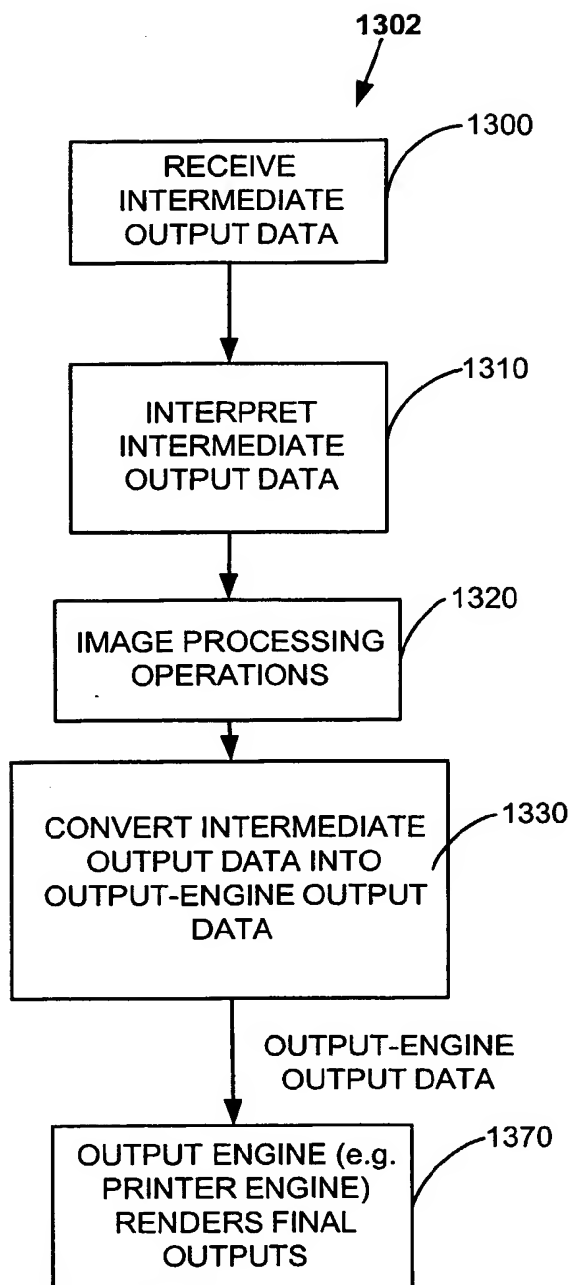 1302
1300
RECEIVE
INTERMEDIATE
OUTPUT DATA
1310
INTERPRET
INTERMEDIATE
OUTPUT DATA
1320
IMAGE PROCESSING
OPERATIONS
1330
CONVERT INTERMEDIATE
OUTPUT DATA INTO
OUTPUT-ENGINE OUTPUT
DATA
OUTPUT-ENGINE
OUTPUT DATA
1370
OUTPUT ENGINE (e.g.
PRINTER ENGINE)
RENDERS FINAL
OUTPUTS